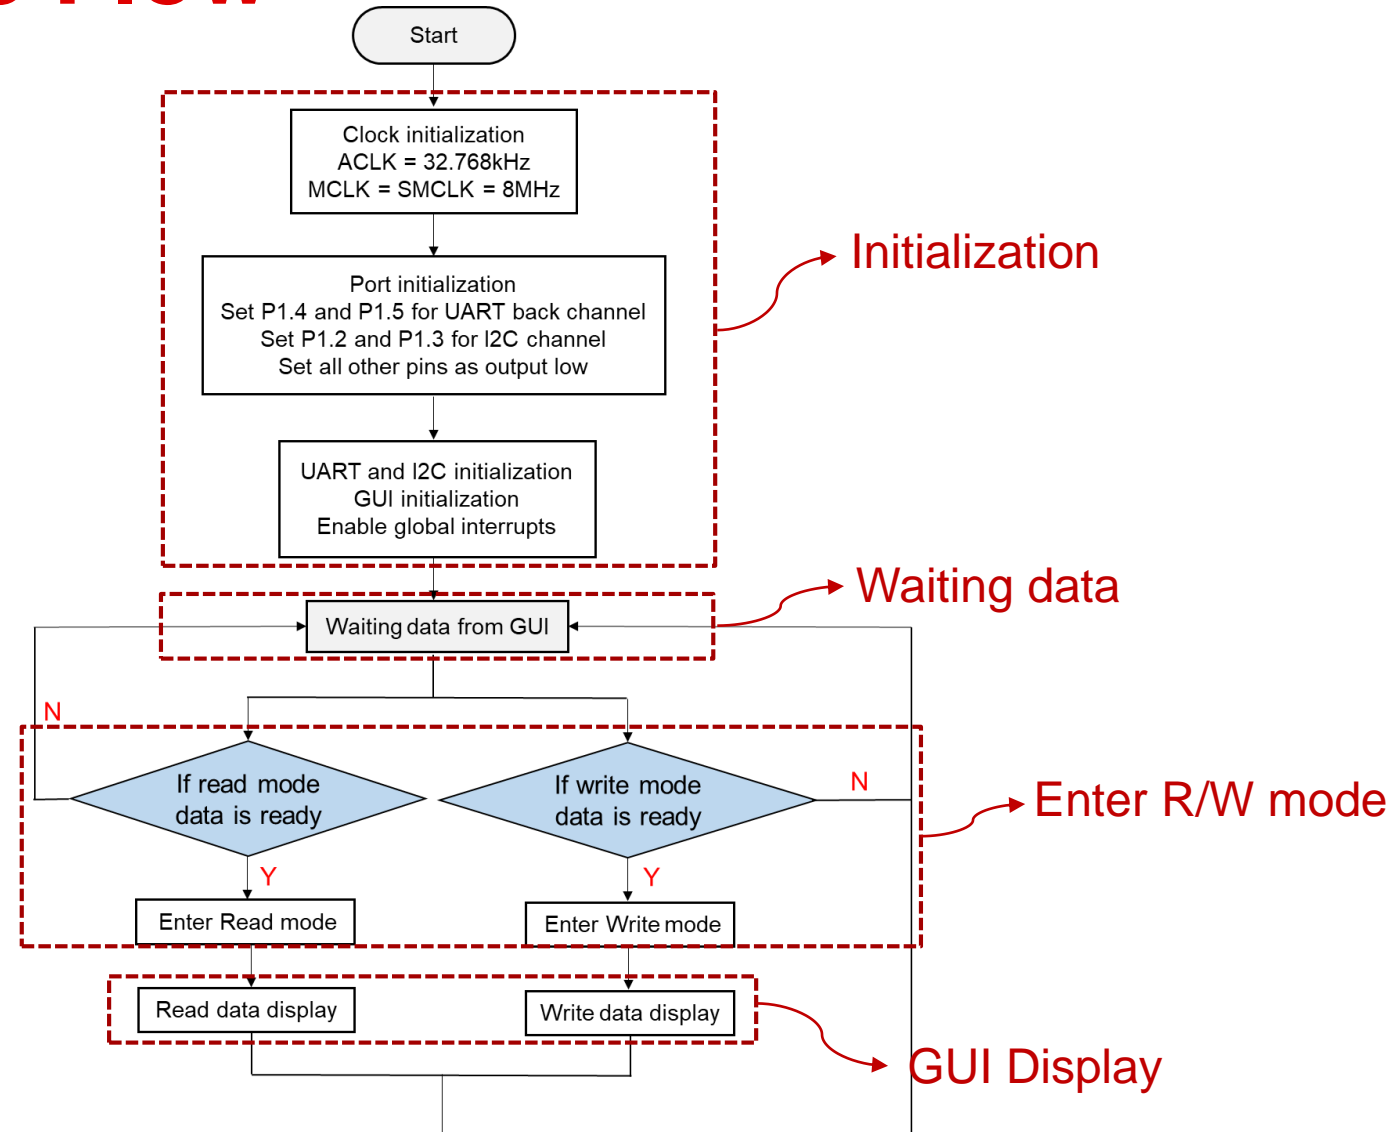 Flow
Start
Clock initialization
ACLK = 32.768kHz
MCLK = SMCLK = 8MHz
Port initialization
Set P1.4 and P1.5 for UART back channel
Set P1.2 and P1.3 for I2C channel
Set all other pins as output low
Initialization
UART and I2C initialization
GUI initialization
Enable global interrupts
Waiting data
Waiting data from GUI
N
If read mode
data is ready
If write mode
data is ready
N
Enter R/W mode
Y
Y
Enter Read mode
Enter Write mode
Read data display
Write data display
GUI Display